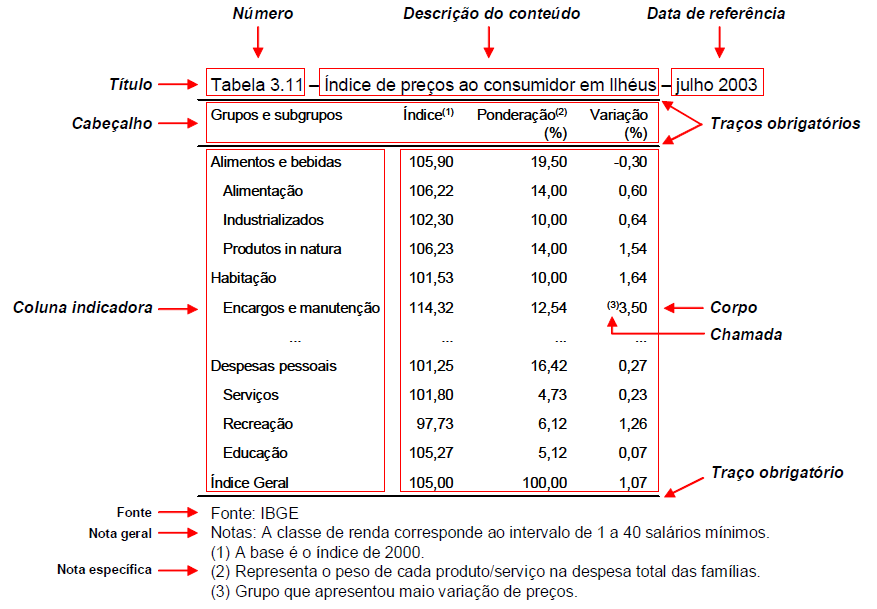 Número Descrição do conteúdo Data de referência
Título Tabela 3.11 – Índice de preços ao consumidor em Ilhéus – julho 2003
Cabeçalho Grupos e subgrupos Índice(1) Ponderação(2) Variação Traços obrigatórios
(%) (%)
Alimentos e bebidas 105,90 19,50 -0,30
Alimentação 106,22 14,00 0,60
Industrializados 102,30 10,00 0,64
Produtos in natura 106,23 14,00 1,54
Habitação 101,53 10,00 1,64
Coluna indicadora Encargos e manutenção 114,32 12,54 (3)3,50 Corpo
Chamada
... ... ... ...
Despesas pessoais 101,25 16,42 0,27
Serviços 101,80 4,73 0,23
Recreação 97,73 6,12 1,26
Educação 105,27 5,12 0,07
Traço obrigatório
Índice Geral 105,00 100,00 1,07
Fonte Fonte: IBGE
Nota geral Notas: A classe de renda corresponde ao intervalo de 1 a 40 salários mínimos.
(1) A base é o índice de 2000.
Nota específica (2) Representa o peso de cada produto/serviço na despesa total das famílias.
(3) Grupo que apresentou maio variação de preços.